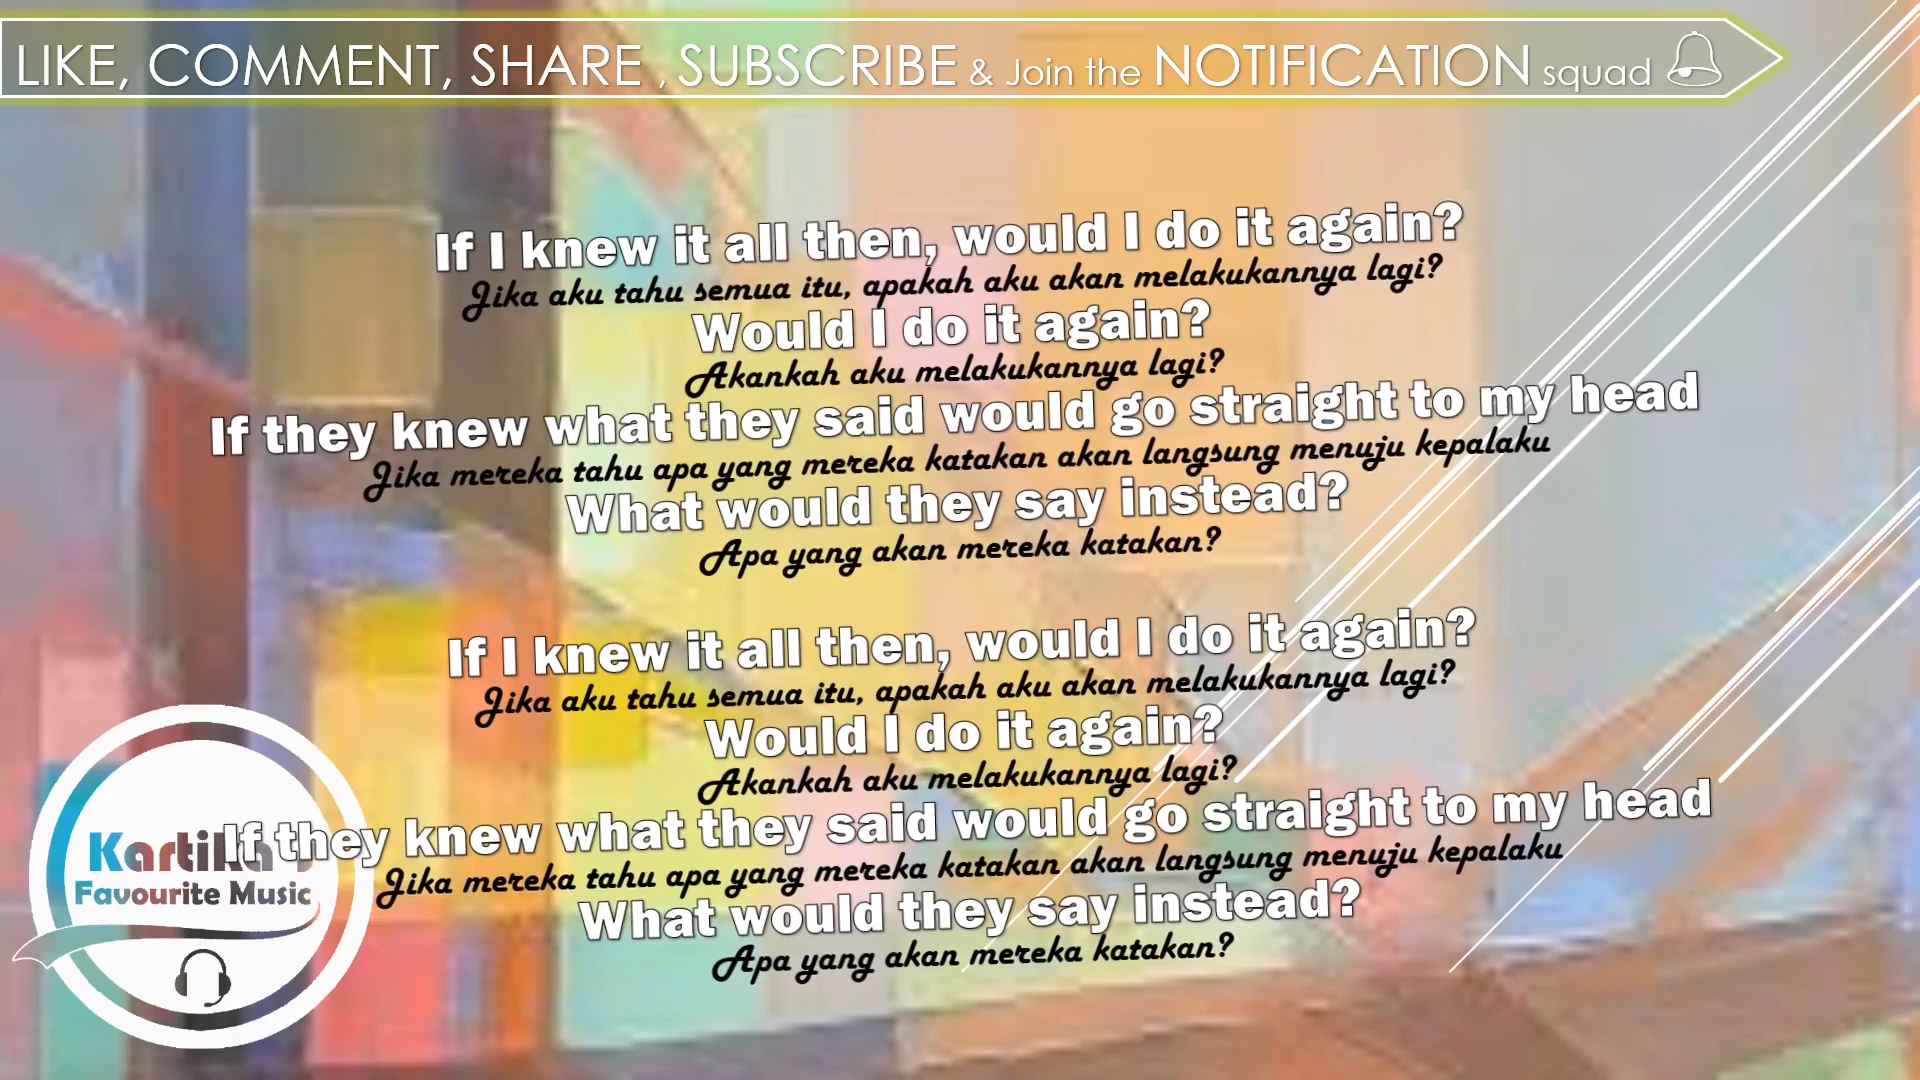 LIKE, COMMENT, SHARE , SUBSCRIBE & Join the NOTIFICATION squad
If I knew it all then, would I do it again?
Jika aku tahu semua itu, apakah aku akan melakukannya lagi?
Would I do it again?
Akankah aku melakukannya lagi?
If they knew what they said would go straight to my head
Jika mereka tahu apa yang mereka katakan akan langsung menuju kepalaku
What would they say instead?
Apa yang akan mereka katakan?
If I knew it all then, would I do it again?
Jika aku tahu semua itu, apakah aku akan melakukannya lagi?
Would I do it again?
Akankah aku melakukannya lagi?
If they knew what they said would go straight to my head
Jika mereka tahu apa yang mereka katakan akan langsung menuju kepalaku
What would they say instead?
Apa yang akan mereka katakan?
Kartika's
Favourite Music